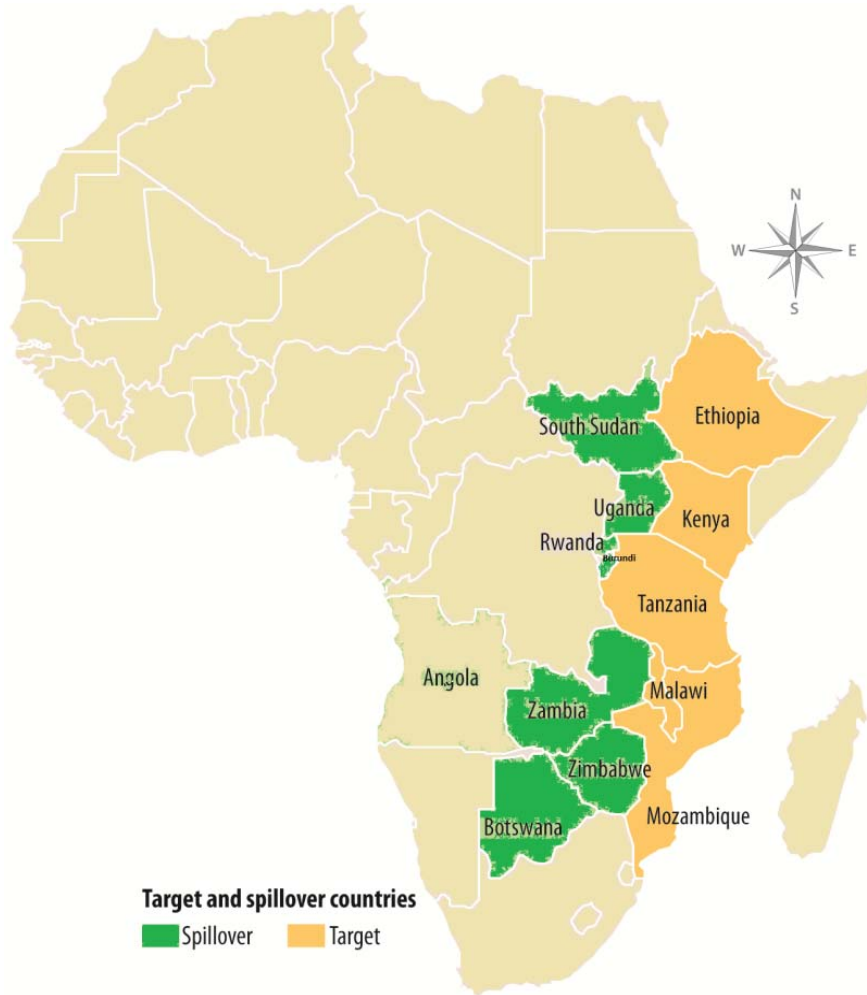 N
W
E
S
Ethiopia
South Sudan
Uganda
Kenya
Rwanda
Burundi
Tanzania
Angola
Malawi
Zambia
Zimbabwe
Mozambique
Botswana
Target and spillover countries
Spillover
Target